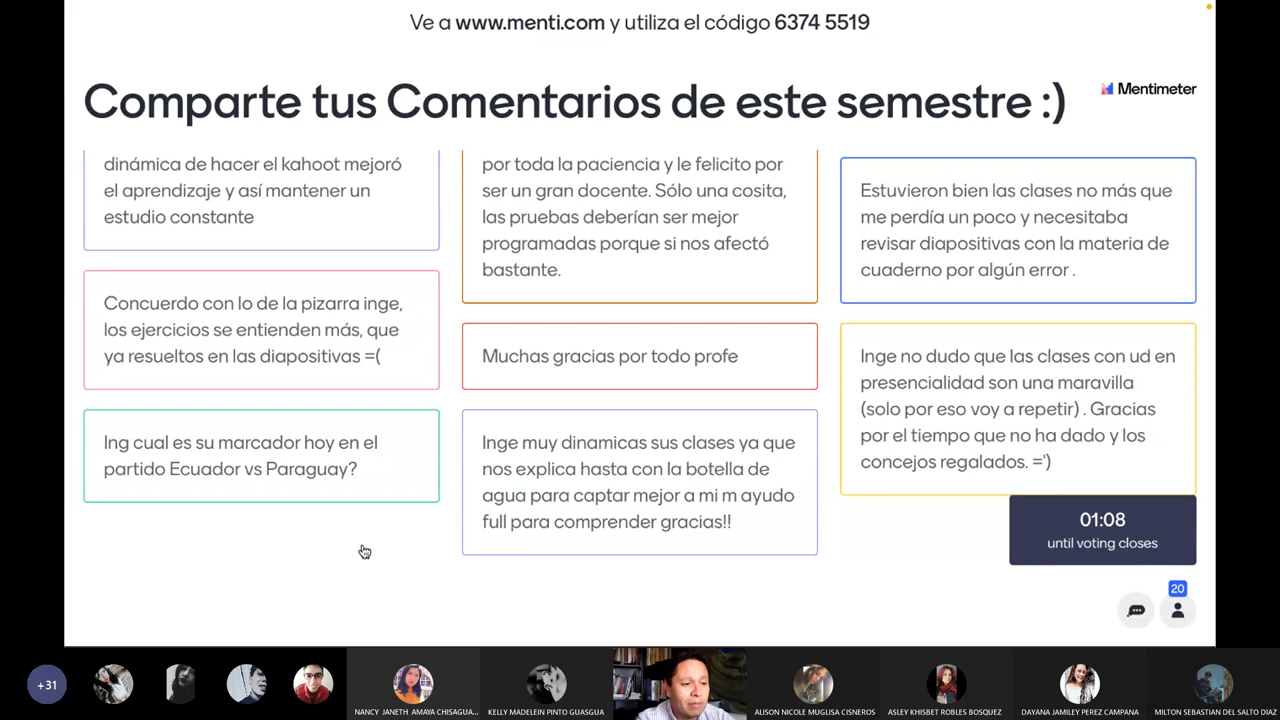 Ve a www.menti.com y utiliza el código 6374 5519
Comparte tus Comentarios de este semestre :)
Mentimeter
dinámica de hacer el kahoot mejoró
el aprendizaje y así mantener un
estudio constante
Concuerdo con lo de la pizarra inge,
los ejercicios se entienden más, que
ya resueltos en las diapositivas =(
Ing cual es su marcador hoy en el
partido Ecuador vs Paraguay?
por toda la paciencia y le felicito por
ser un gran docente. Sólo una cosita,
las pruebas deberían ser mejor
programadas porque si nos afectó
bastante.
Muchas gracias por todo profe
Inge muy dinamicas sus clases ya que
nos explica hasta con la botella de
agua para captar mejor a mi m ayudo
full para comprender gracias!!
Estuvieron bien las clases no más que
me perdía un poco y necesitaba
revisar diapositivas con la materia de
cuaderno por algún error .
Inge no dudo que las clases con ud en
presencialidad son una maravilla
(solo por eso voy a repetir) . Gracias
por el tiempo que no ha dado y los
concejos regalados. =')
01:08
until voting closes
20
+31
NANCY JANETH AMAYA CHISAGUA...
KELLY MADELEIN PINTO GUASGUA
ALISON NICOLE MUGLISA CISNEROS
ASLEY KHISBET ROBLES BOSQUEZ
DAYANA JAMILEY PEREZ CAMPANA
MILTON SEBASTIAN DEL SALTO DIAZ